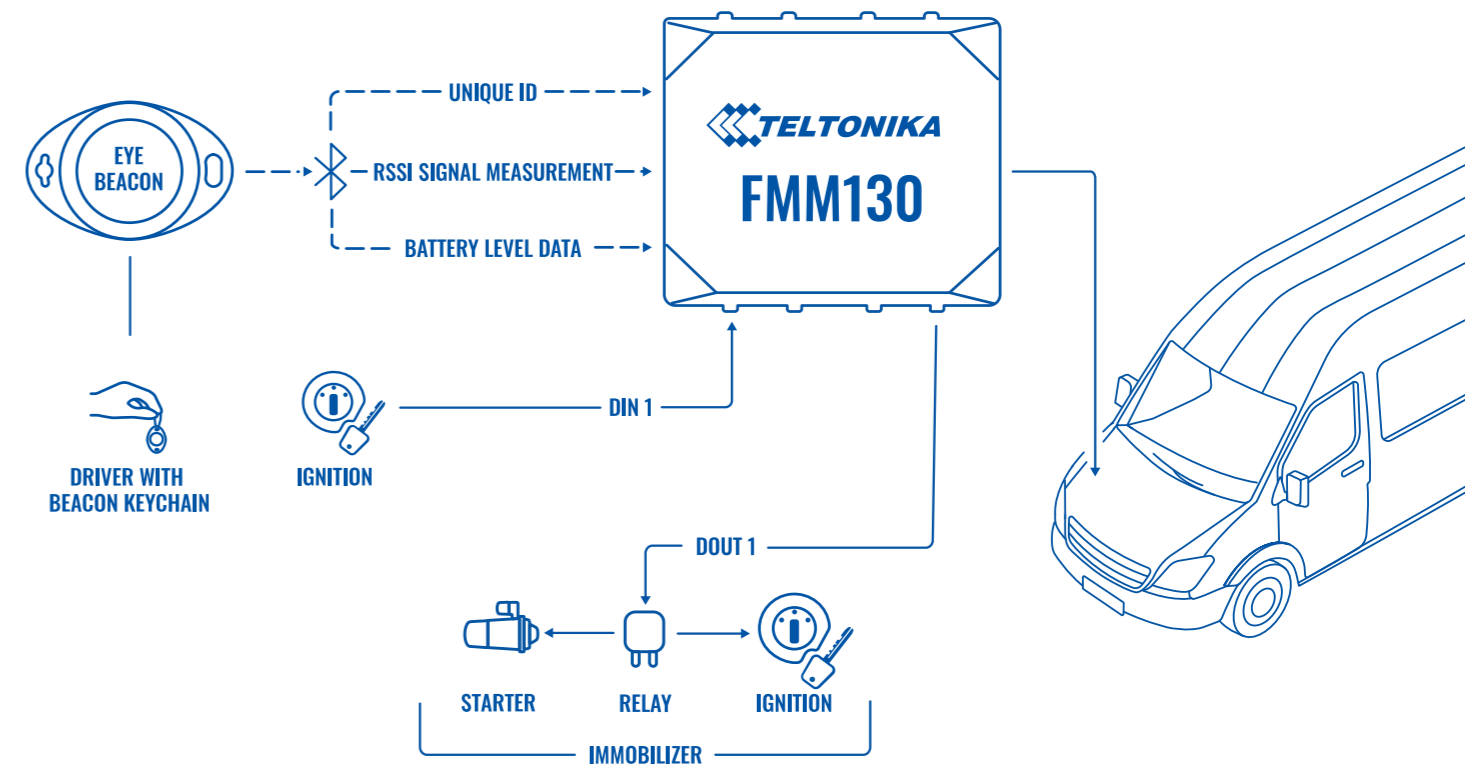 EYE
BEACON
UNIQUE ID
RSSI SIGNAL MEASUREMENT
BATTERY LEVEL DATA
TELTONIKA
FMM130
DRIVER WITH
BEACON KEYCHAIN
IGNITION
DIN 1
DOUT 1
STARTER
RELAY
IGNITION
IMMOBILIZER